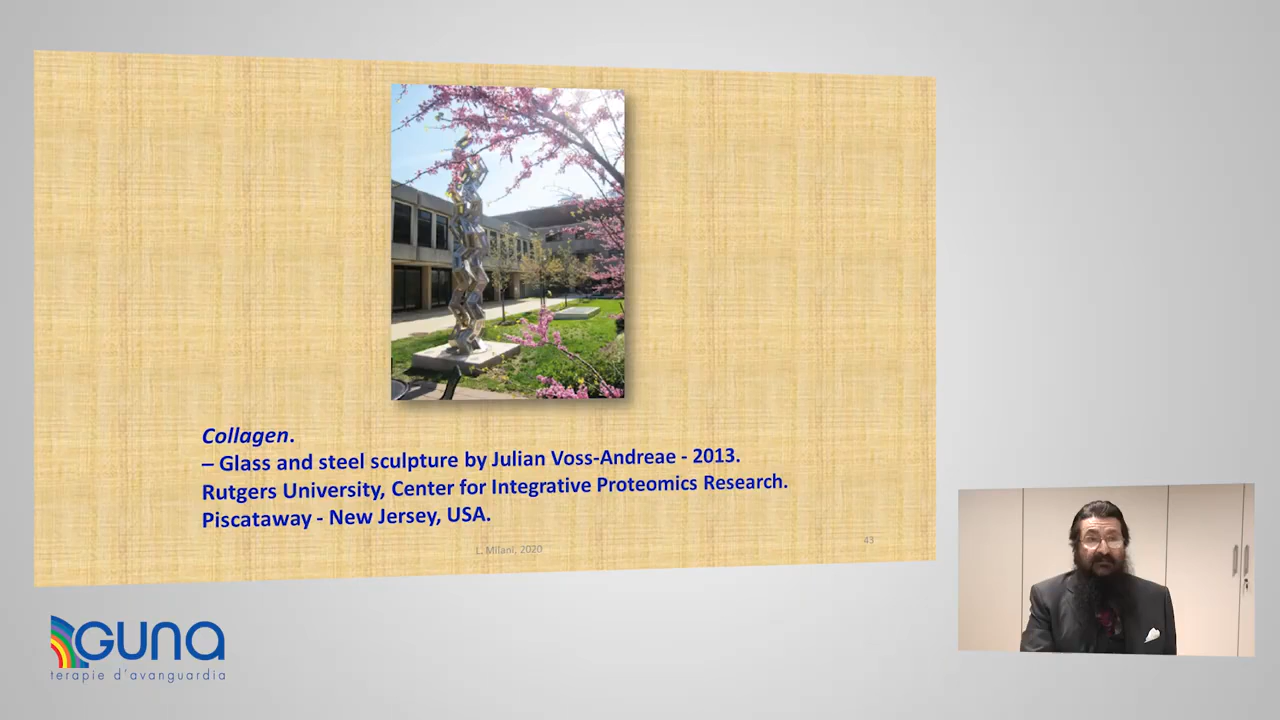 Collagen.
– Glass and steel sculpture by Julian Voss-Andreae - 2013.
Rutgers University, Center for Integrative Proteomics Research.
Piscataway - New Jersey, USA.
L. Milani, 2020
43
GUNA
terapie d'avanguardia